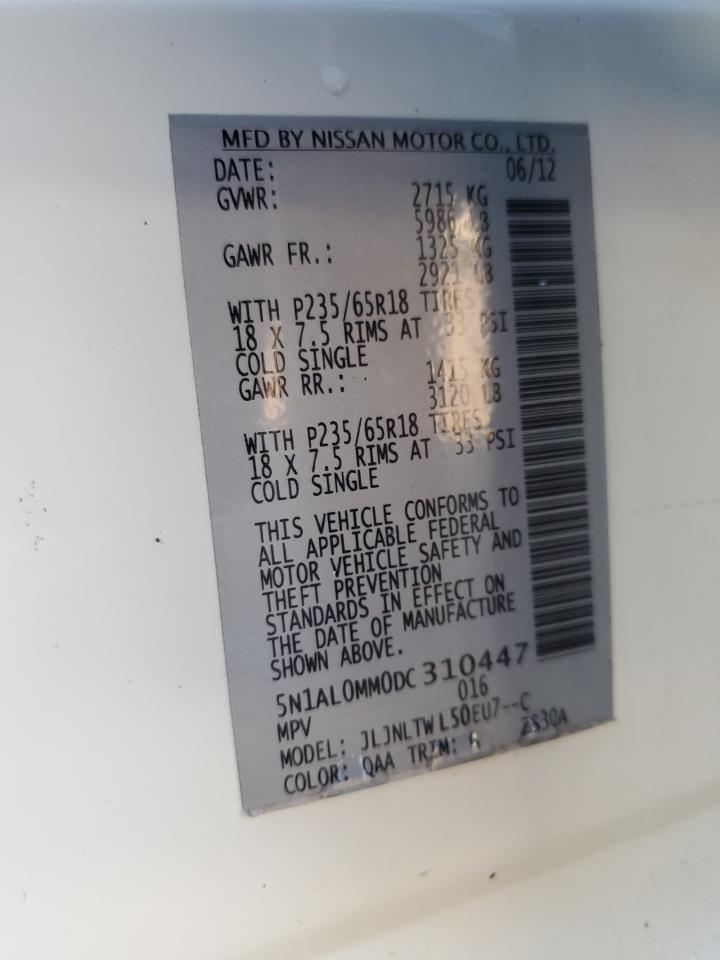 MFD BY NISSAN MOTOR CO., LTD.
DATE: 06/12
GVWR: 2715 KG
5986 LB
GAWR FR.: 1325 KG
2921 LB
WITH P235/65R18 TIRES
18 X 7.5 RIMS AT 33 PSI
COLD SINGLE
GAWR RR.: 1415 KG
3120 LB
WITH P235/65R18 TIRES
18 X 7.5 RIMS AT 33 PSI
COLD SINGLE
THIS VEHICLE CONFORMS TO
ALL APPLICABLE FEDERAL
MOTOR VEHICLE SAFETY AND
THEFT PREVENTION
STANDARDS IN EFFECT ON
THE DATE OF MANUFACTURE
SHOWN ABOVE.
5N1AL0MM0DC310447
MPV 016
MODEL: JLJNLTWL50EU7--C
COLOR: QAA TRIM: